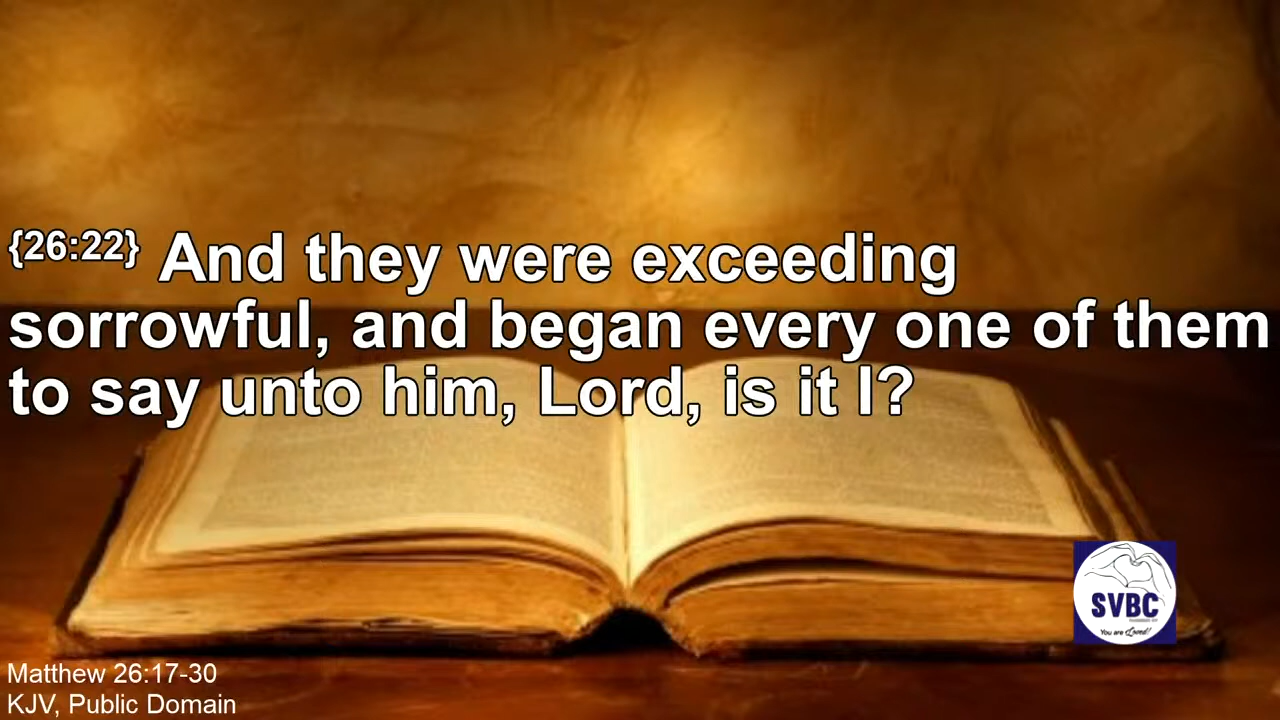 {26:22} And they were exceeding
sorrowful, and began every one of them
to say unto him, Lord, is it I?
SVBC
You are Loved!
Matthew 26:17-30
KJV, Public Domain